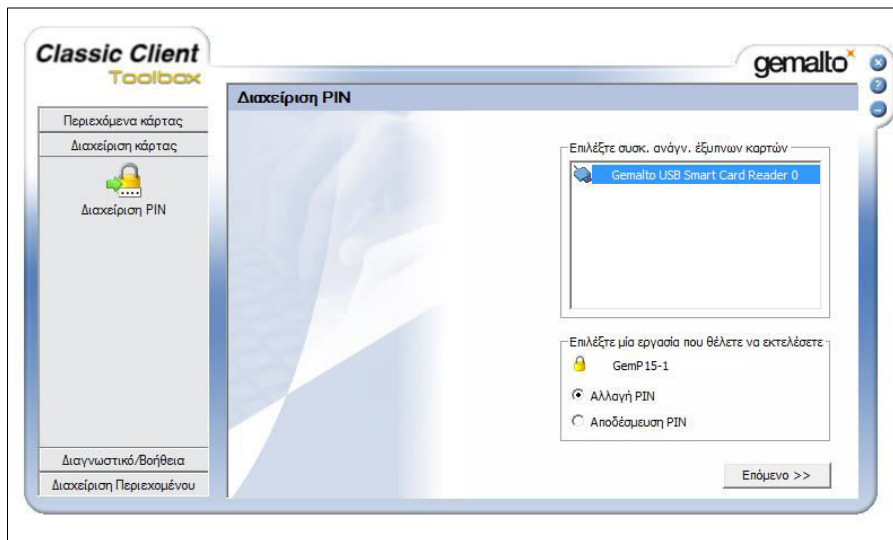 Classic Client
Toolbox
gemalto
Διαχείριση PIN
Περιεχόμενα κάρτας
Διαχείριση κάρτας
Διαχείριση PIN
Διαγνωστικό/Βοήθεια
Διαχείριση Περιεχομένου
Επιλέξτε συσκ. ανάγν. έξυπνων καρτών
Gemalto USB Smart Card Reader 0
Επιλέξτε μία εργασία που θέλετε να εκτελέσετε
GemP15-1
Αλλαγή PIN
Αποδέσμευση PIN
Επόμενο >>